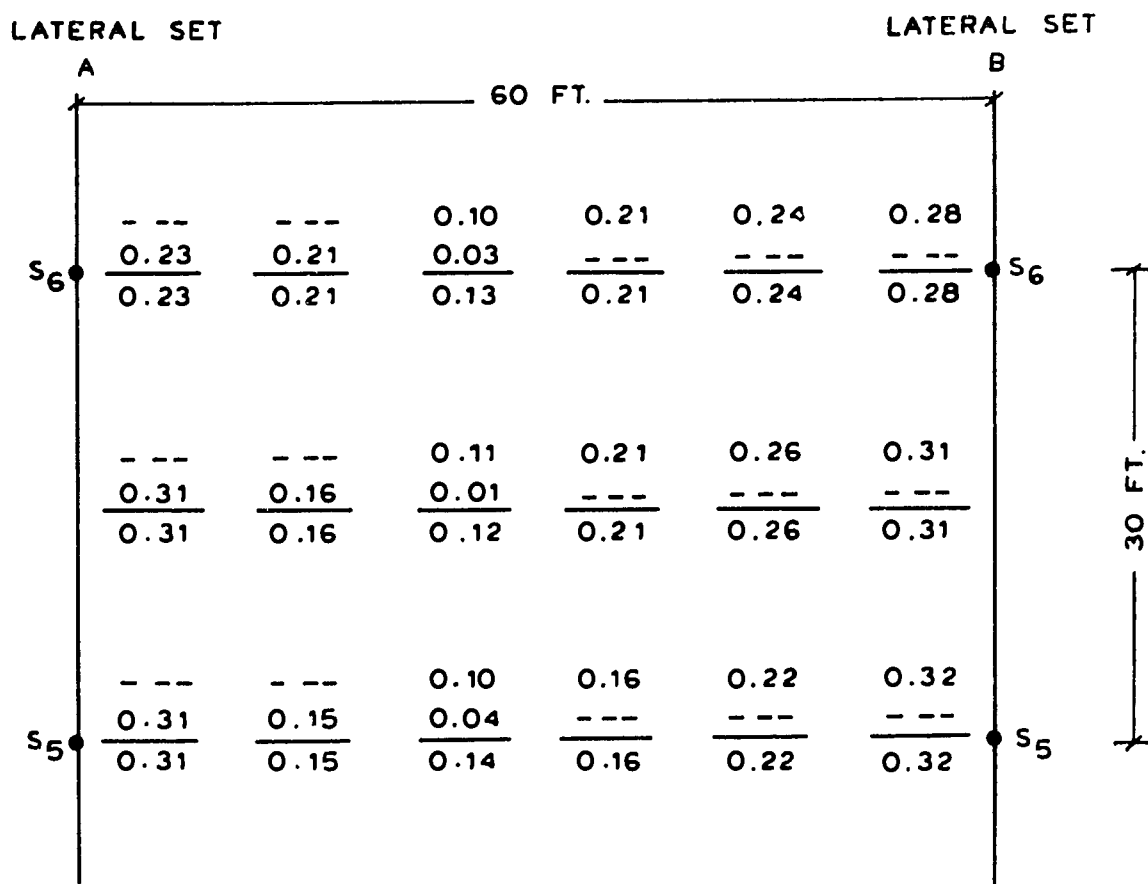 LATERAL SET
A
LATERAL SET
B
60 FT.
- -- - -- 0.10 0.21 0.24 0.28
0.23 0.21 0.03 --- --- ---
S6 0.23 0.21 0.13 0.21 0.24 0.28 S6
- -- - -- 0.11 0.21 0.26 0.31
0.31 0.16 0.01 --- --- ---
0.31 0.16 0.12 0.21 0.26 0.31
30 FT.
- -- - -- 0.10 0.16 0.22 0.32
0.31 0.15 0.04 --- --- ---
S5 0.31 0.15 0.14 0.16 0.22 0.32 S5